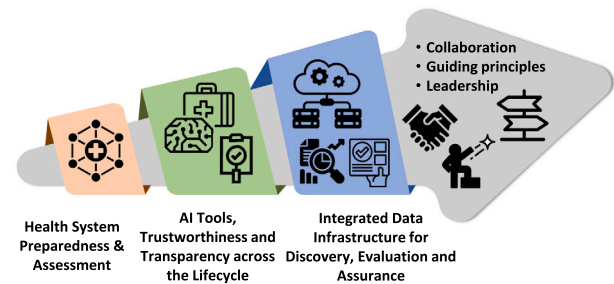 • Collaboration
• Guiding principles
• Leadership
Health System
Preparedness &
Assessment
AI Tools,
Trustworthiness and
Transparency across
the Lifecycle
Integrated Data
Infrastructure for
Discovery, Evaluation and
Assurance